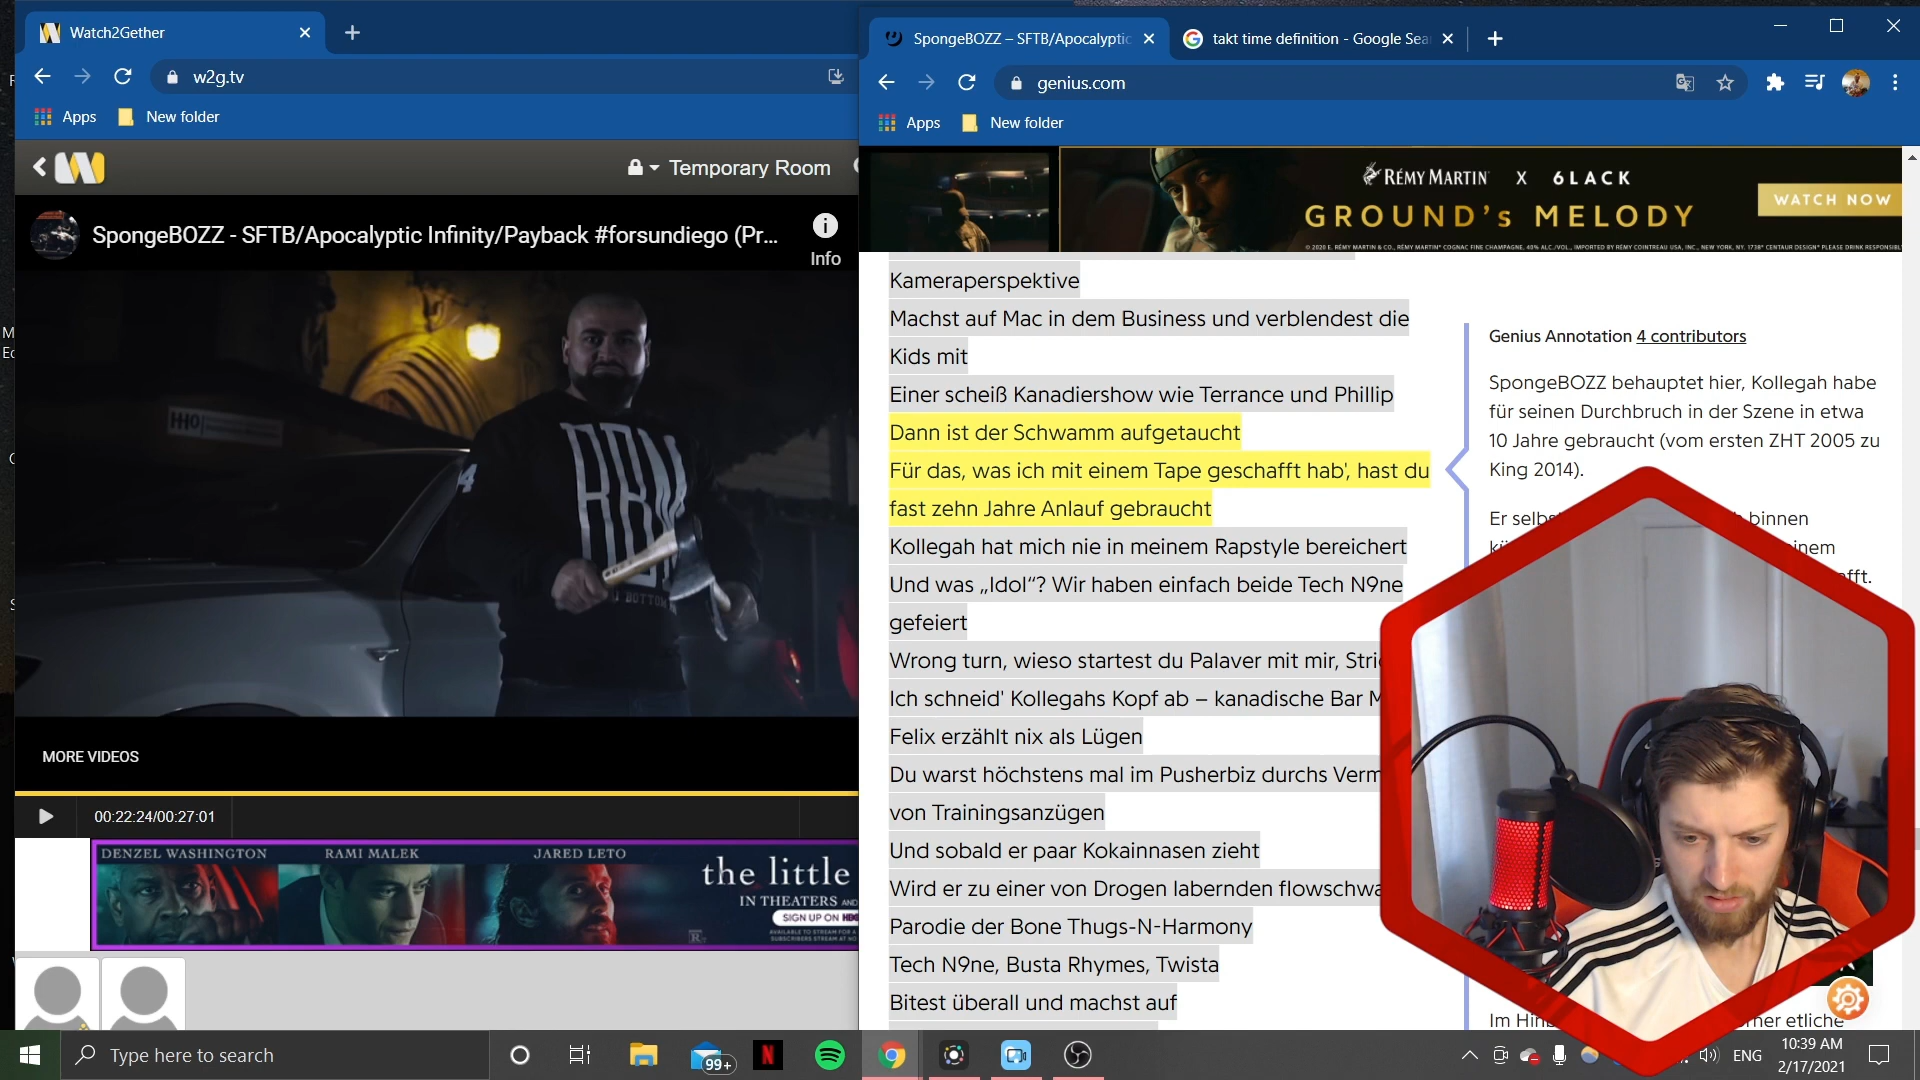 Watch2Gether
w2g.tv
Apps
New folder
Temporary Room
SpongeBOZZ - SFTB/Apocalyptic Infinity/Payback #forsundiego (Pr...
Info
BBM
BOTTOM
MORE VIDEOS
00:22:24/00:27:01
DENZEL WASHINGTON
RAMI MALEK
JARED LETO
the little
IN THEATERS
SIGN UP ON
SpongeBOZZ – SFTB/Apocalyptic
takt time definition - Google Sea
genius.com
Apps
New folder
RÉMY MARTIN X 6LACK
GROUND's MELODY
WATCH NOW
Kameraperspektive
Machst auf Mac in dem Business und verblendest die
Kids mit
Einer scheiß Kanadiershow wie Terrance und Phillip
Dann ist der Schwamm aufgetaucht
Für das, was ich mit einem Tape geschafft hab', hast du
fast zehn Jahre Anlauf gebraucht
Kollegah hat mich nie in meinem Rapstyle bereichert
Und was „Idol“? Wir haben einfach beide Tech N9ne
gefeiert
Wrong turn, wieso startest du Palaver mit mir,
Ich schneid' Kollegahs Kopf ab – kanadische Bar
Felix erzählt nix als Lügen
Du warst höchstens mal im Pusherbiz durchs
von Trainingsanzügen
Und sobald er paar Kokainnasen zieht
Wird er zu einer von Drogen labernden
Parodie der Bone Thugs-N-Harmony
Tech N9ne, Busta Rhymes, Twista
Bitest überall und machst auf
Genius Annotation 4 contributors
SpongeBOZZ behauptet hier, Kollegah habe
für seinen Durchbruch in der Szene in etwa
10 Jahre gebraucht (vom ersten ZHT 2005 zu
King 2014).
Er binnen
Im etliche
Type here to search
99+
ENG
10:39 AM
2/17/2021